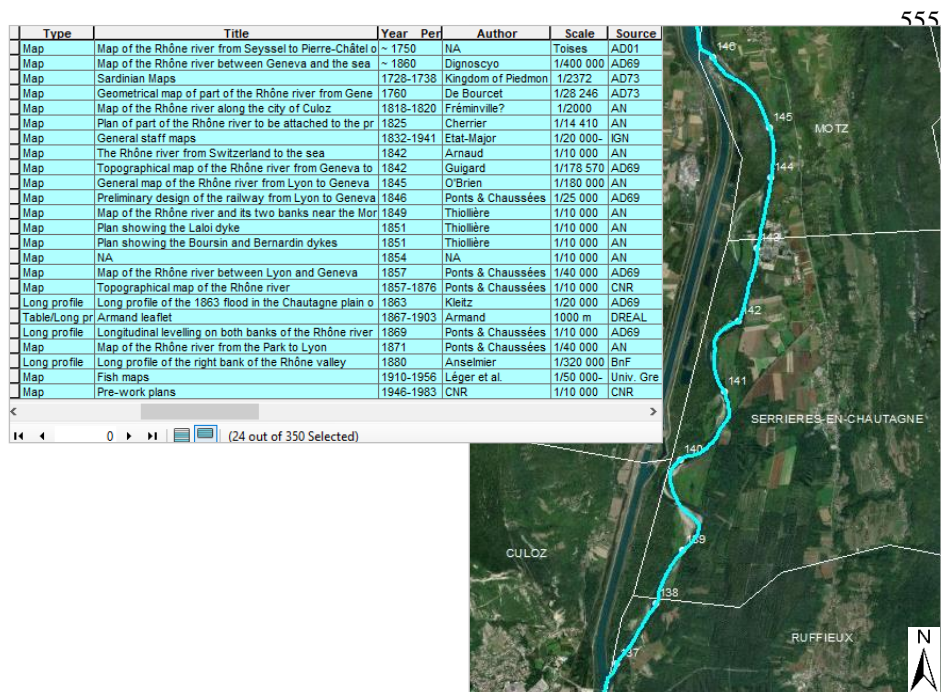 555
Type Title Year Per Author Scale Source
Map Map of the Rhône river from Seyssel to Pierre-Châtel o ~ 1750 NA Toises AD01
Map Map of the Rhône river between Geneva and the sea ~ 1860 Dignoscyo 1/400 000 AD69
Map Sardinian Maps 1728-1738 Kingdom of Piedmon 1/2372 AD73
Map Geometrical map of part of the Rhône river from Gene 1760 De Bourcet 1/28 246 AD73
Map Map of the Rhône river along the city of Culoz 1818-1820 Fréminville? 1/2000 AN
Map Plan of part of the Rhône river to be attached to the pr 1825 Cherrier 1/14 410 AN
Map General staff maps 1832-1941 Etat-Major 1/20 000- IGN
Map The Rhône river from Switzerland to the sea 1842 Arnaud 1/10 000 AN
Map Topographical map of the Rhône river from Geneva to 1842 Guigard 1/178 570 AD69
Map General map of the Rhône river from Lyon to Geneva 1845 O'Brien 1/180 000 AN
Map Preliminary design of the railway from Lyon to Geneva 1846 Ponts & Chaussées 1/25 000 AD69
Map Map of the Rhône river and its two banks near the Mor 1849 Thiollière 1/10 000 AN
Map Plan showing the Laloi dyke 1851 Thiollière 1/10 000 AN
Map Plan showing the Boursin and Bernardin dykes 1851 Thiollière 1/10 000 AN
Map NA 1854 NA 1/10 000 AN
Map Map of the Rhône river between Lyon and Geneva 1857 Ponts & Chaussées 1/40 000 AD69
Map Topographical map of the Rhône river 1857-1876 Ponts & Chaussées 1/10 000 CNR
Long profile Long profile of the 1863 flood in the Chautagne plain o 1863 Kleitz 1/20 000 AD69
Table/Long pr Armand leaflet 1867-1903 Armand 1000 m DREAL
Long profile Longitudinal levelling on both banks of the Rhône river 1869 Ponts & Chaussées 1/10 000 AD69
Map Map of the Rhône river from the Park to Lyon 1871 Ponts & Chaussées 1/40 000 AN
Long profile Long profile of the right bank of the Rhône valley 1880 Anselmier 1/320 000 BnF
Map Fish maps 1910-1956 Léger et al. 1/50 000- Univ. Gre
Map Pre-work plans 1946-1983 CNR 1/10 000 CNR
0 (24 out of 350 Selected)
146
145
MOTZ
144
143
142
141
SERRIERES-EN-CHAUTAGNE
140
139
CULOZ
138
RUFFIEUX
137
N